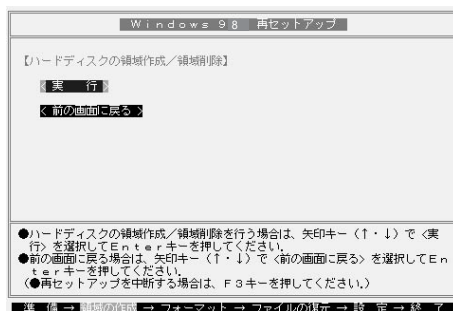 Ｗｉｎｄｏｗｓ ９８ 再セットアップ
【ハードディスクの領域作成／領域削除】
＜実　　行＞
＜前の画面に戻る＞
●ハードディスクの領域作成／領域削除を行う場合は、矢印キー（↑・↓）で＜実
行＞を選択してＥｎｔｅｒキーを押してください．
●前の画面に戻る場合は、矢印キー（↑・↓）で＜前の画面に戻る＞を選択してＥｎ
ｔｅｒキーを押してください．
（●再セットアップを中断する場合は、Ｆ３キーを押してください．）
準　備 → 領域の作成 → フォーマット → ファイルの復元 → 設　定 → 終　了